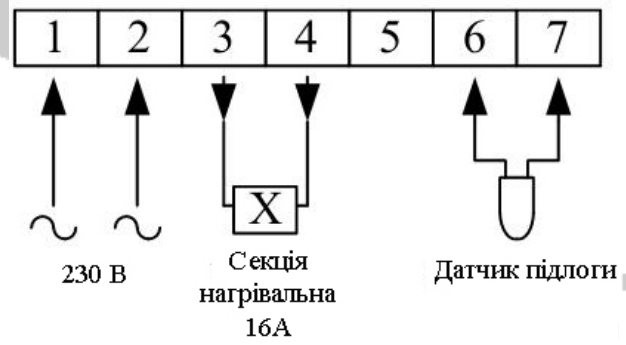 1 2 3 4 5 6 7
X
230 В
Секція
нагрівальна
16А
Датчик підлоги